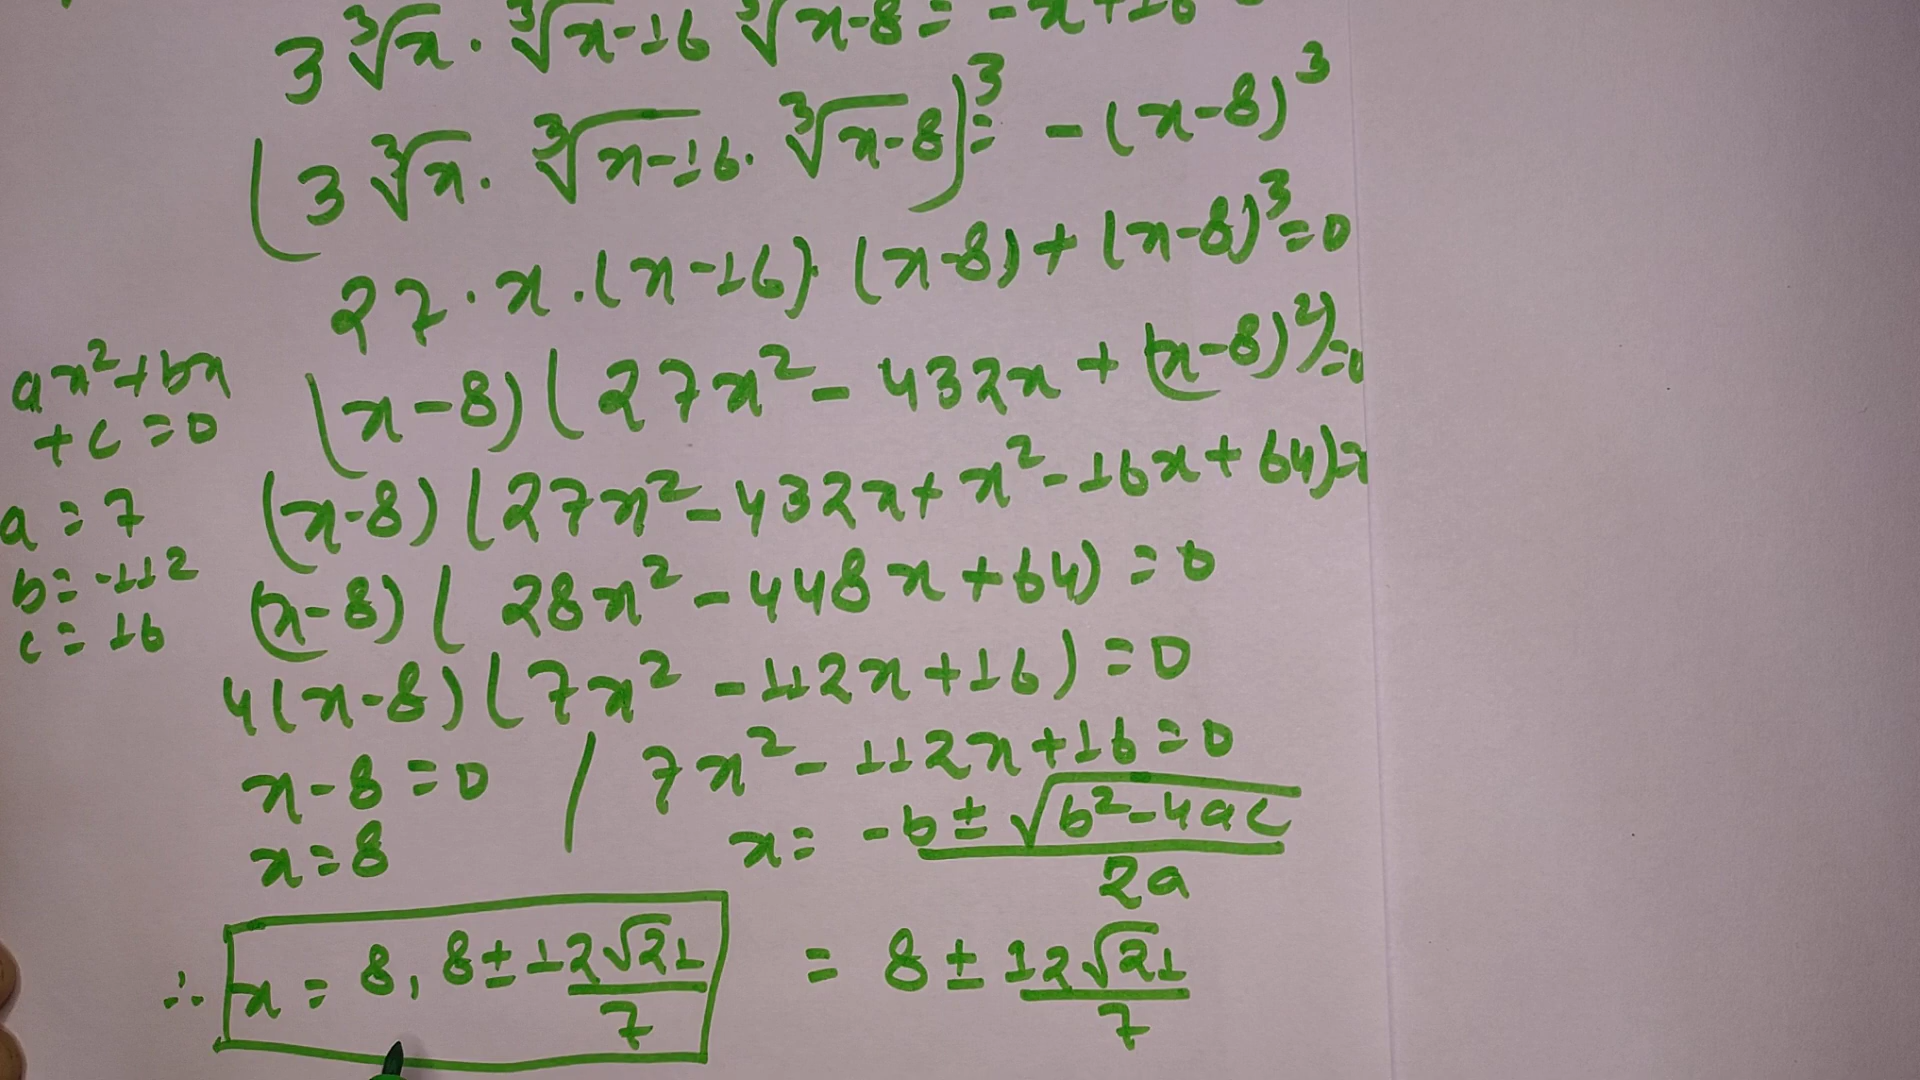 3∛x · ∛x-16 ∛x-8 = -x+16
(3∛x · ∛x-16 · ∛x-8)³ = -(x-8)³
27·x·(x-16)·(x-8)+(x-8)³=0
(x-8)(27x²-432x+(x-8)²)=0
(x-8)(27x²-432x+x²-16x+64)=
(x-8)(28x²-448x+64)=0
4(x-8)(7x²-112x+16)=0
x-8=0 / 7x²-112x+16=0
x=8 x= -b±√b²-4ac / 2a
∴ x = 8, 8±12√21/7 = 8±12√21/7
ax²+bx
+c=0
a=7
b=-112
c=16